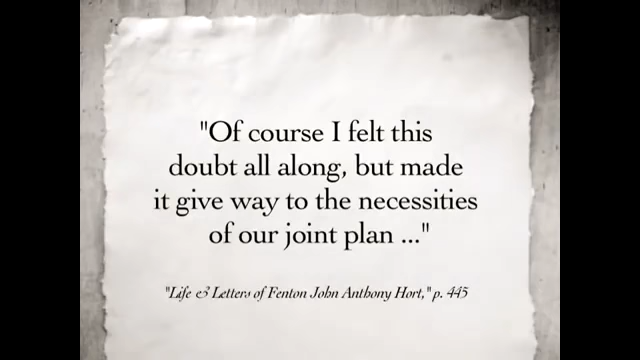 "Of course I felt this
doubt all along, but made
it give way to the necessities
of our joint plan ..."
"Life & Letters of Fenton John Anthony Hort," p. 445